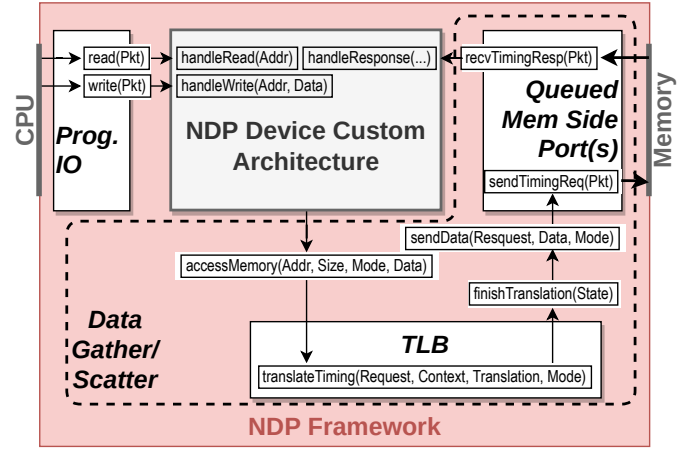 CPU
read(Pkt)
write(Pkt)
Prog.
IO
handleRead(Addr)
handleResponse(...)
handleWrite(Addr, Data)
NDP Device Custom
Architecture
recvTimingResp(Pkt)
Queued
Mem Side
Port(s)
sendTimingReq(Pkt)
Memory
accessMemory(Addr, Size, Mode, Data)
sendData(Resquest, Data, Mode)
finishTranslation(State)
Data
Gather/
Scatter
TLB
translateTiming(Request, Context, Translation, Mode)
NDP Framework